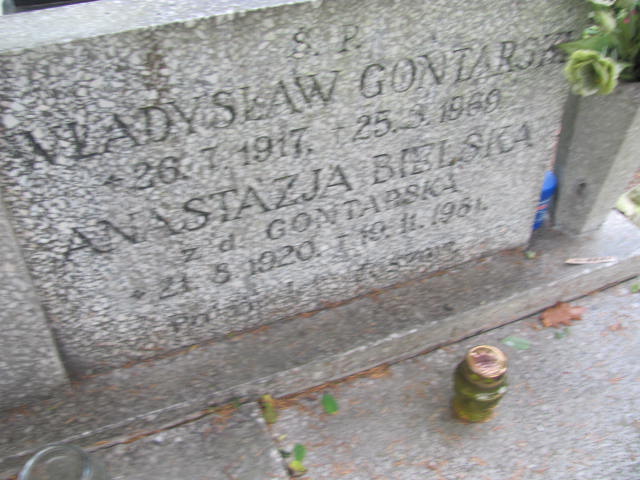 Ś. P.
WŁADYSŁAW GONTARSKI
* 26. 7. 1917. † 25. 3. 1969.
ANASTAZJA BIELSKA
z d. GONTARSKA
* 21. 8. 1920. † 19. 11. 1981.